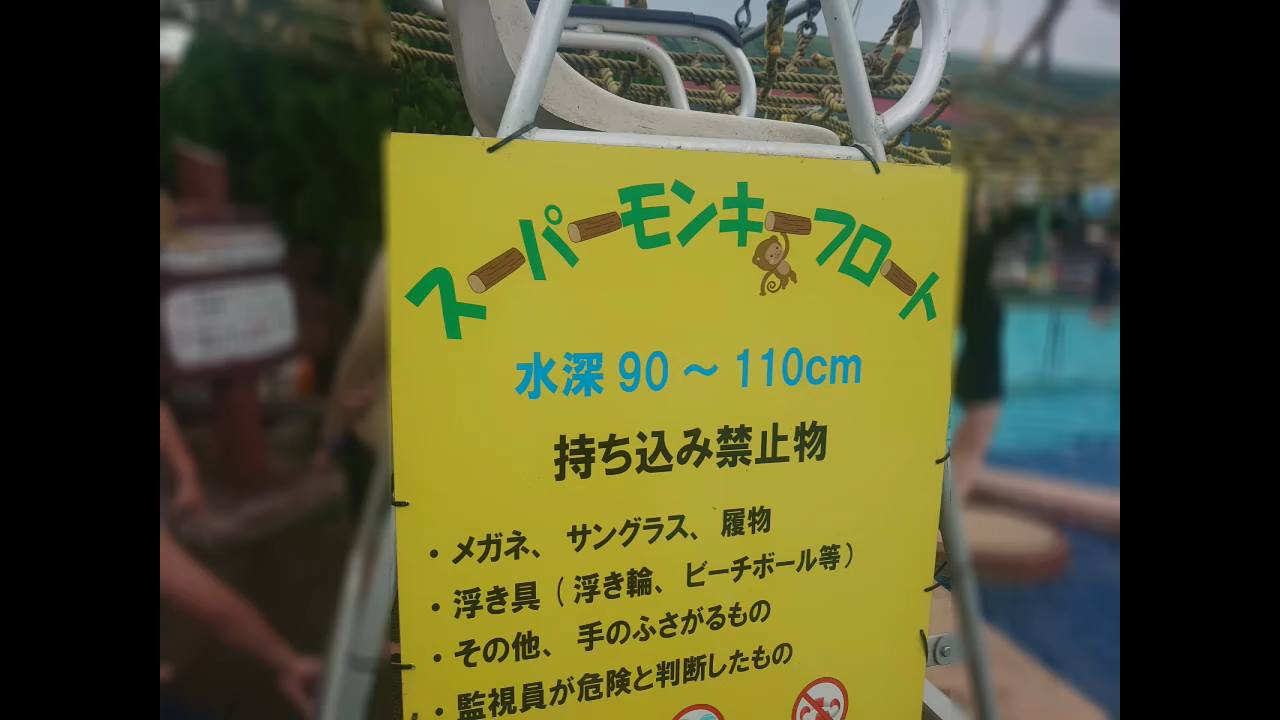 スーパーモンキーフロート
水深 90 ～ 110cm
持ち込み禁止物
・メガネ、サングラス、履物
・浮き具（浮き輪、ビーチボール等）
・その他、手のふさがるもの
・監視員が危険と判断したもの